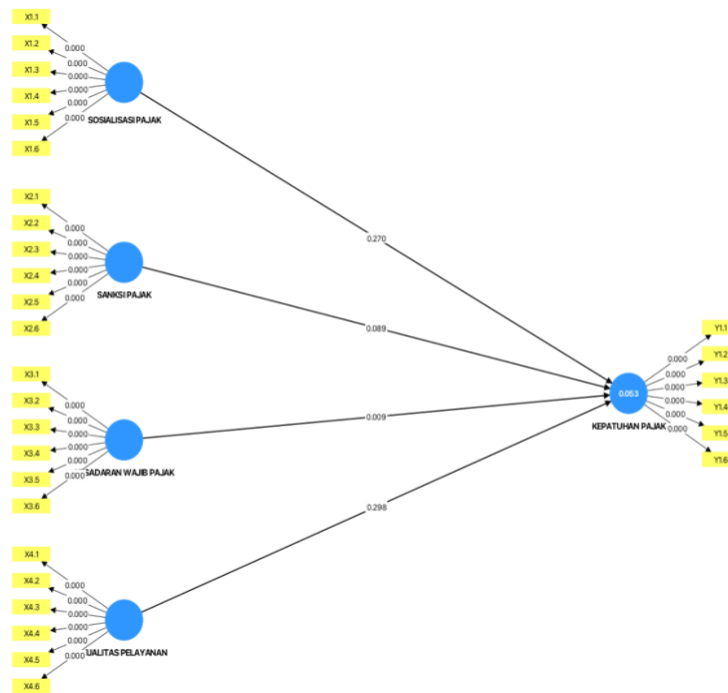 X1.1
0.000
X1.2
0.000
X1.3
0.000
X1.4
0.000
X1.5
0.000
X1.6
0.000
SOSIALISASI PAJAK
0.270
X2.1
0.000
X2.2
0.000
X2.3
0.000
X2.4
0.000
X2.5
0.000
X2.6
0.000
SANKSI PAJAK
0.089
X3.1
0.000
X3.2
0.000
X3.3
0.000
X3.4
0.000
X3.5
0.000
X3.6
0.000
SADARAN WAJIB PAJAK
0.009
X4.1
0.000
X4.2
0.000
X4.3
0.000
X4.4
0.000
X4.5
0.000
X4.6
0.000
UALITAS PELAYANAN
0.298
0.053
KEPATUHAN PAJAK
Y1.1
0.000
Y1.2
0.000
Y1.3
0.000
Y1.4
0.000
Y1.5
0.000
Y1.6
0.000